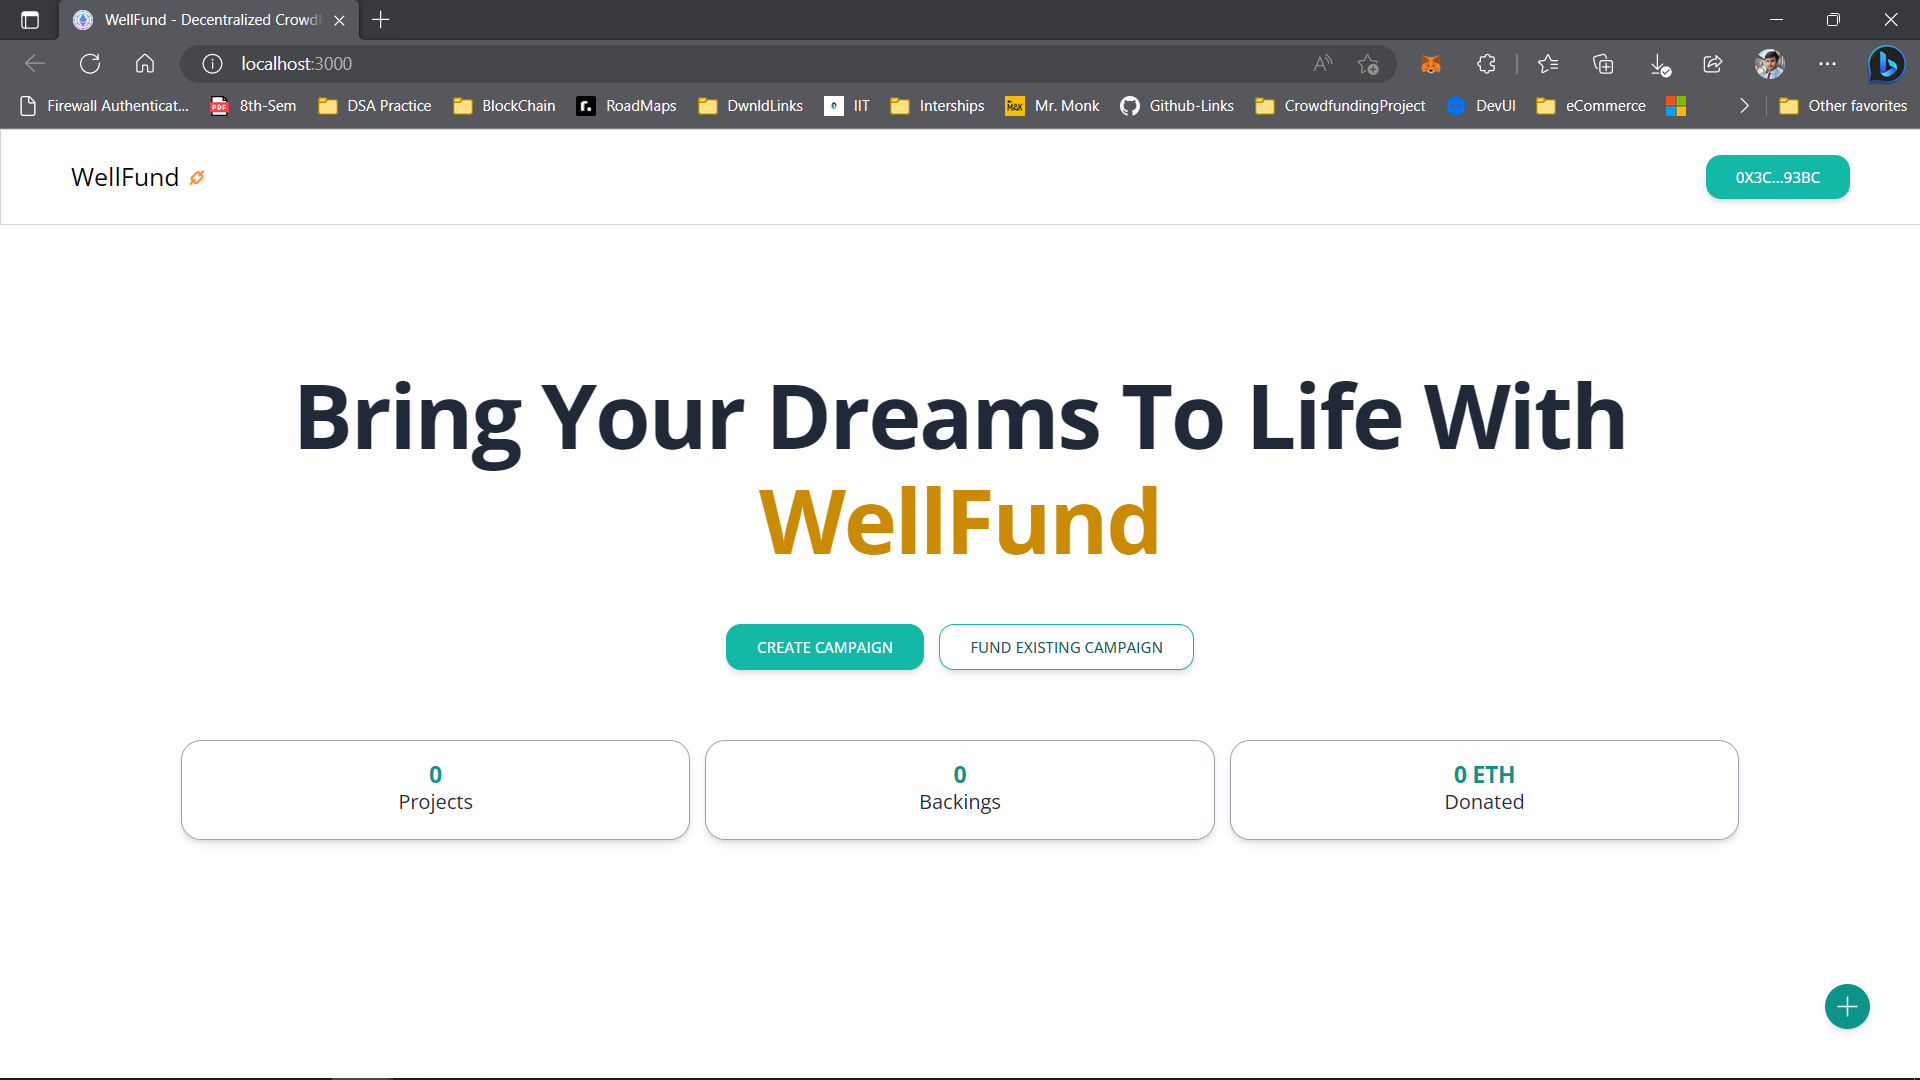 WellFund - Decentralized Crowdf
localhost:3000
Firewall Authenticat... 8th-Sem DSA Practice BlockChain RoadMaps DwnldLinks IIT Interships Mr. Monk Github-Links CrowdfundingProject DevUI eCommerce Other favorites
WellFund 0X3C...93BC
Bring Your Dreams To Life With
WellFund
CREATE CAMPAIGN FUND EXISTING CAMPAIGN
0 0 0 ETH
Projects Backings Donated